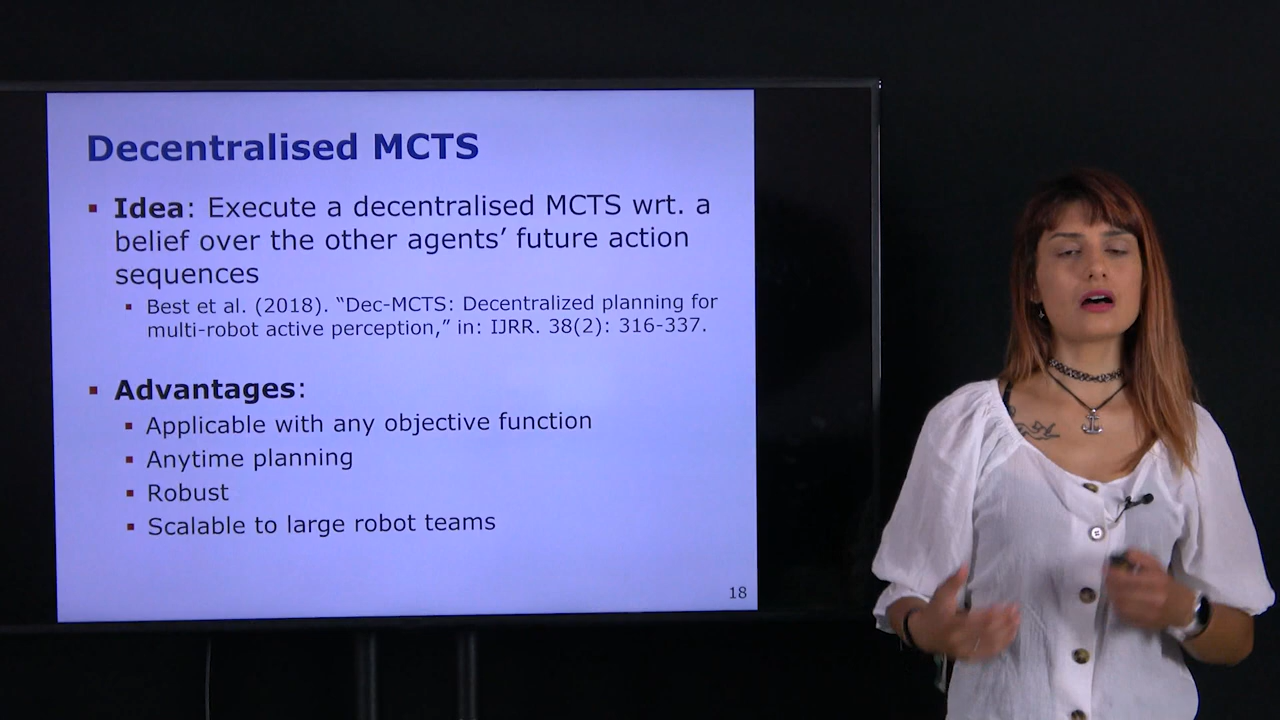 Decentralised MCTS
▪ Idea: Execute a decentralised MCTS wrt. a
belief over the other agents’ future action
sequences
▪ Best et al. (2018). “Dec-MCTS: Decentralized planning for
multi-robot active perception,” in: IJRR. 38(2): 316-337.
▪ Advantages:
▪ Applicable with any objective function
▪ Anytime planning
▪ Robust
▪ Scalable to large robot teams
18